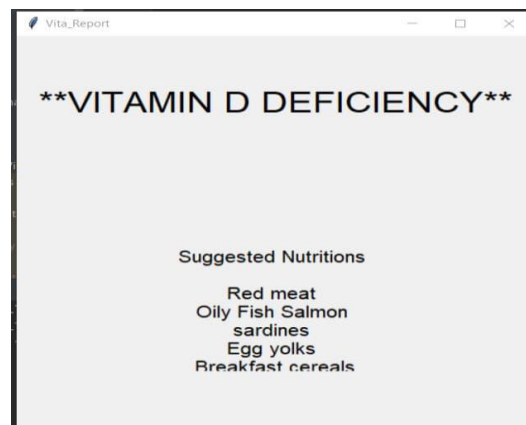 Vita_Report
**VITAMIN D DEFICIENCY**
Suggested Nutritions
Red meat
Oily Fish Salmon
sardines
Egg yolks
Breakfast cereals